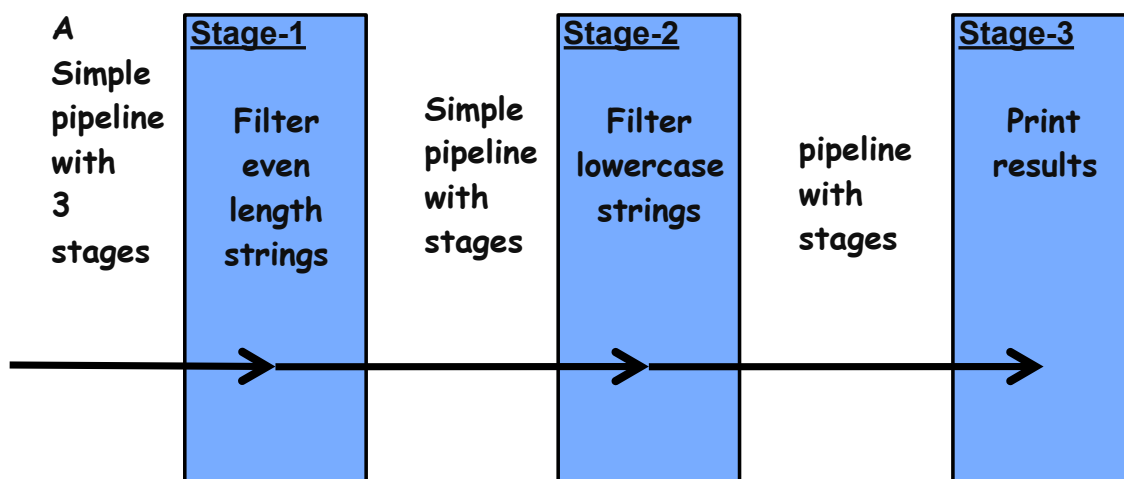 A
Simple
pipeline
with
3
stages
Stage-1
Filter
even
length
strings
Simple
pipeline
with
stages
Stage-2
Filter
lowercase
strings
pipeline
with
stages
Stage-3
Print
results